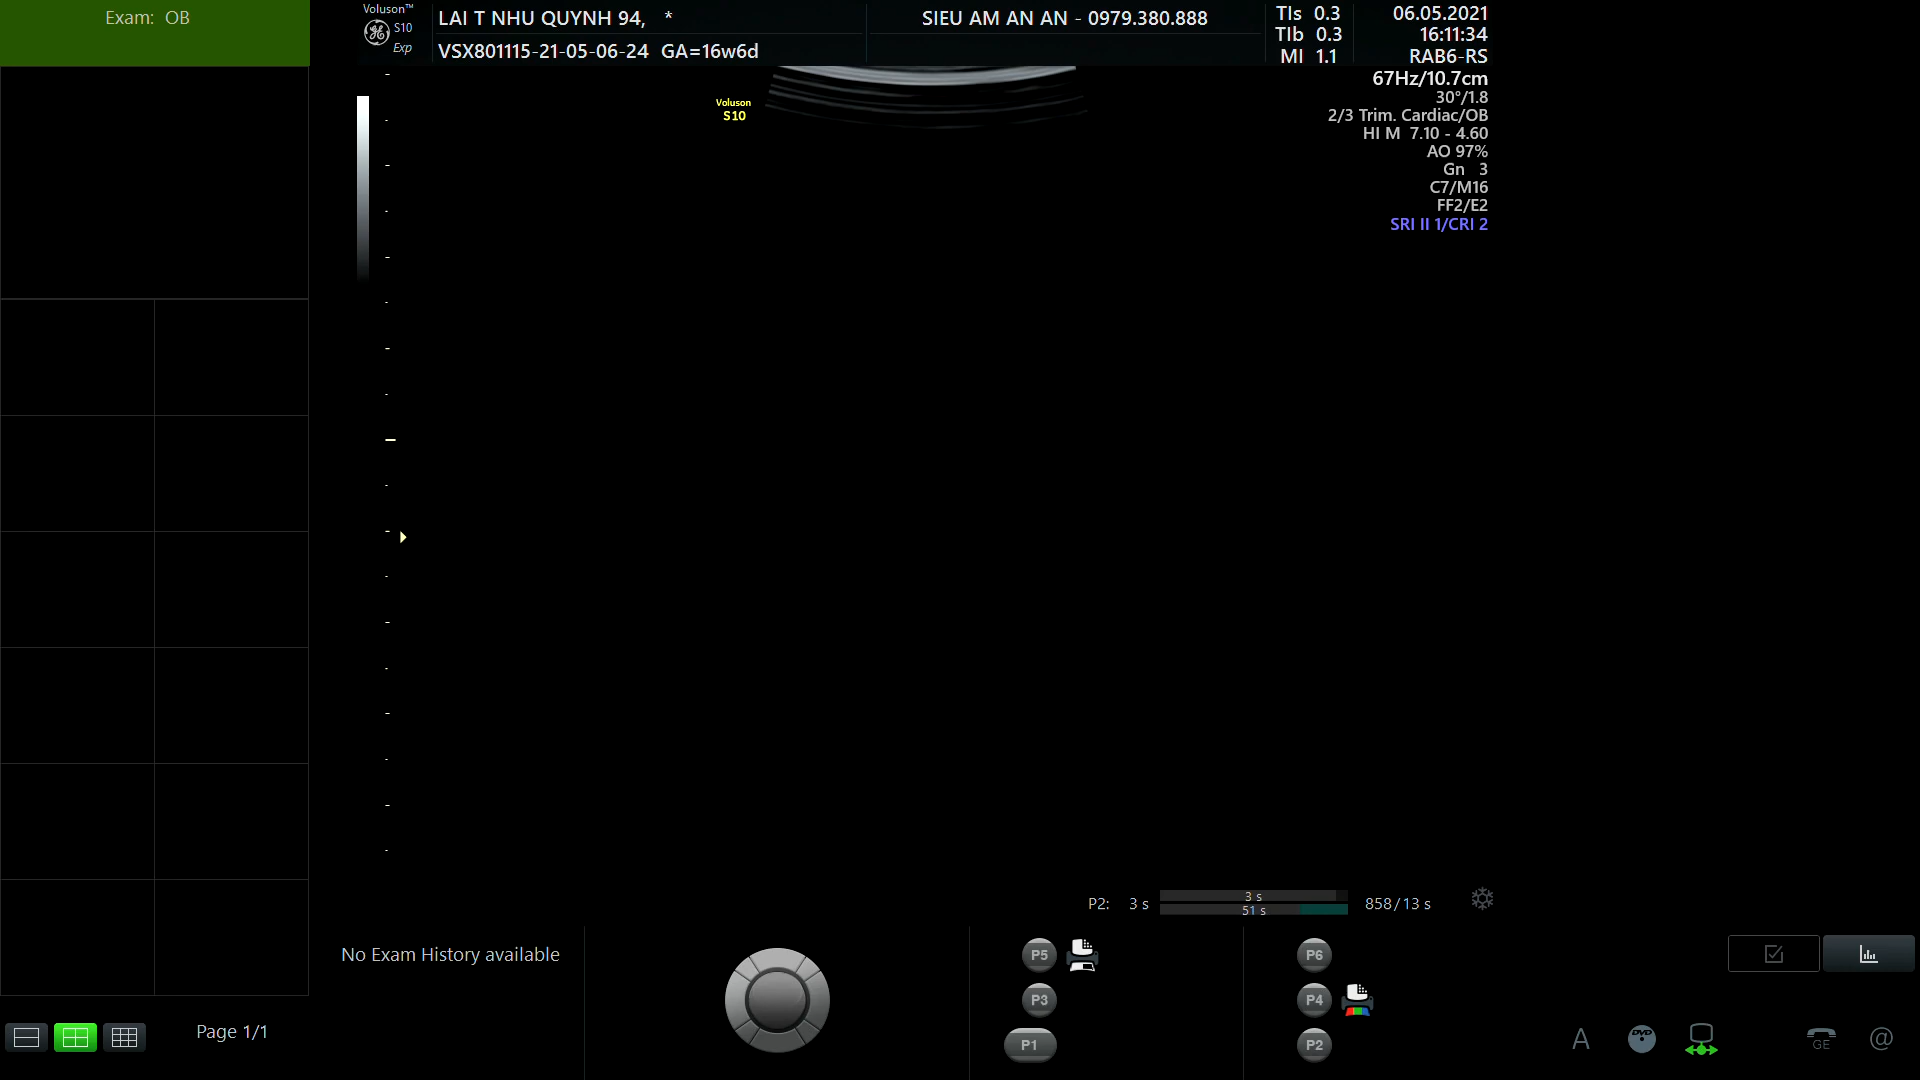 Exam: OB
Voluson™
S10
Exp
LAI T NHU QUYNH 94, *
VSX801115-21-05-06-24 GA=16w6d
SIEU AM AN AN - 0979.380.888
TIs 0.3
TIb 0.3
MI 1.1
06.05.2021
16:11:34
RAB6-RS
67Hz/10.7cm
30°/1.8
2/3 Trim. Cardiac/OB
HI M 7.10 - 4.60
AO 97%
Gn 3
C7/M16
FF2/E2
SRI II 1/CRI 2
Voluson
S10
P2: 3 s
3 s
51 s
858/13 s
No Exam History available
P5
P3
P1
P6
P4
P2
Page 1/1
A
DVD
GE
@